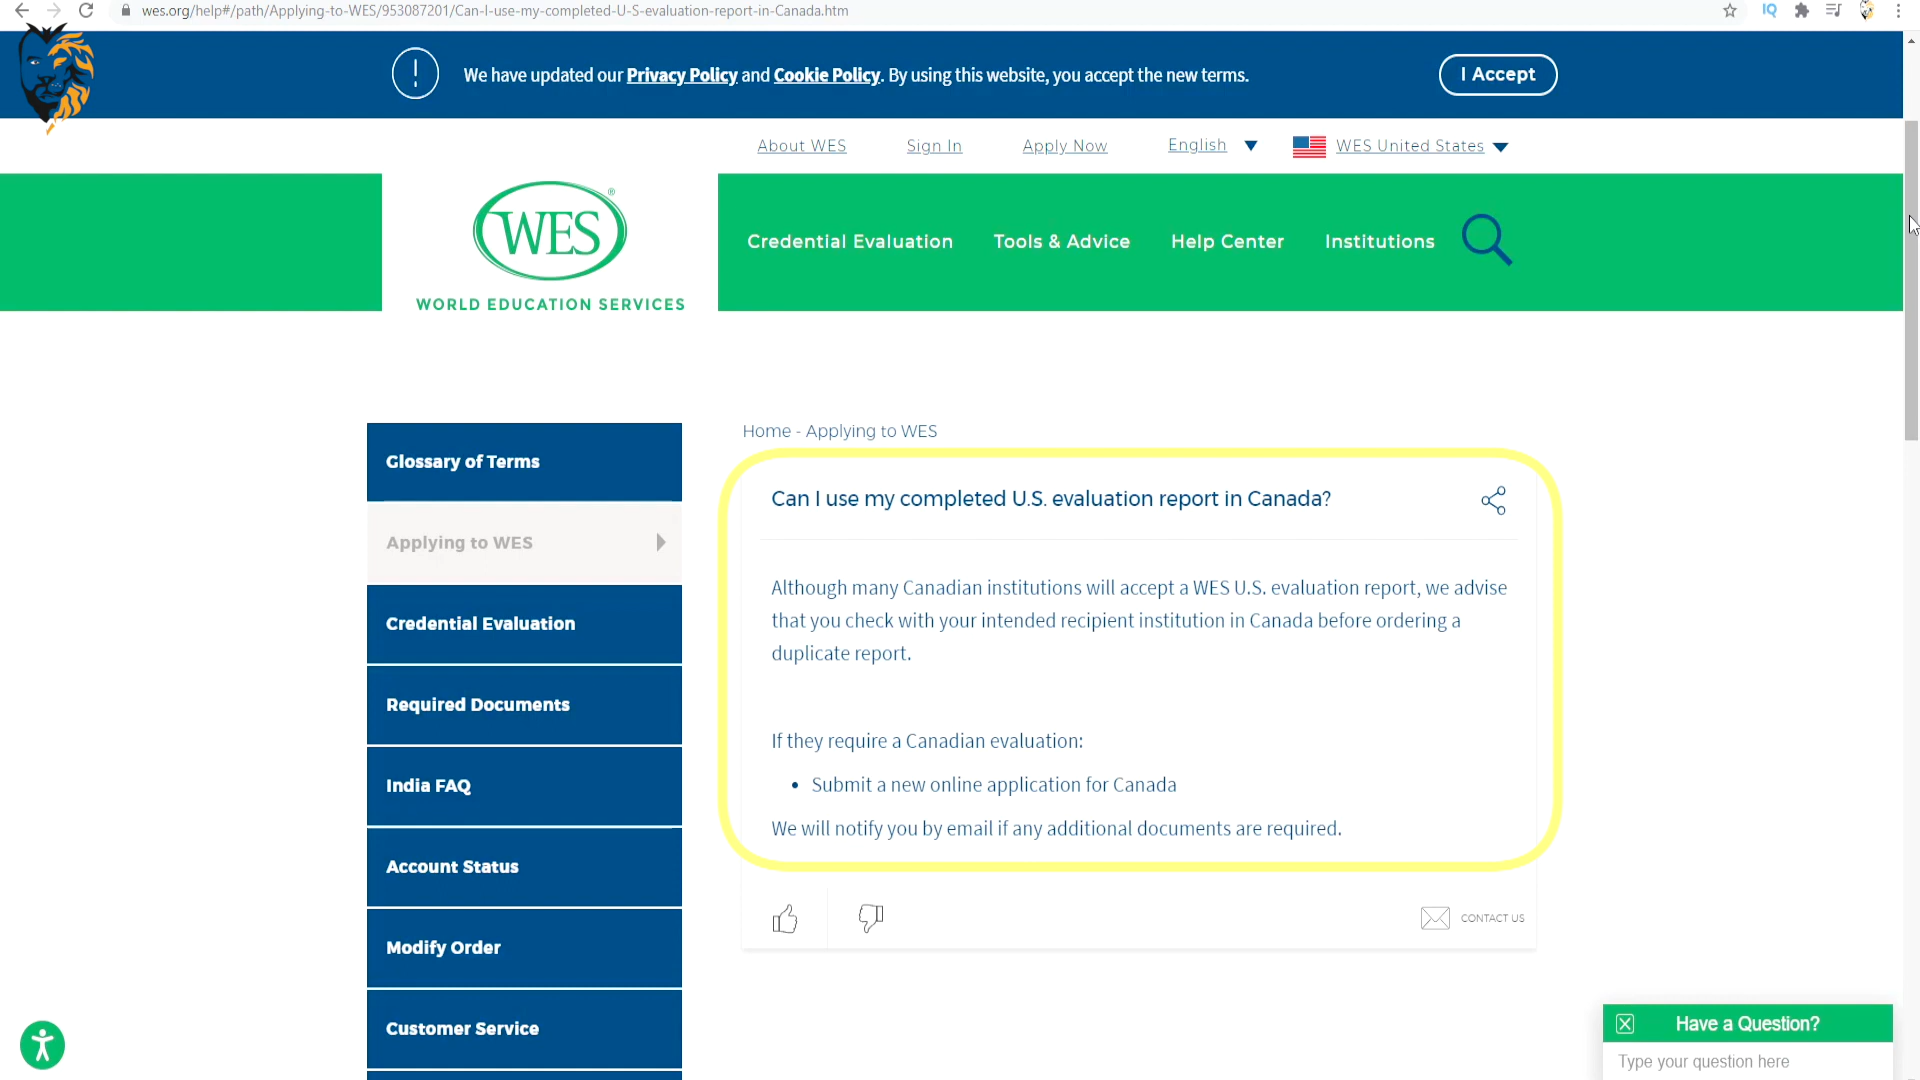 wes.org/help#/path/Applying-to-WES/953087201/Can-I-use-my-completed-U-S-evaluation-report-in-Canada.htm
IQ
We have updated our Privacy Policy and Cookie Policy. By using this website, you accept the new terms.
I Accept
About WES
Sign In
Apply Now
English
WES United States
WES®
WORLD EDUCATION SERVICES
Credential Evaluation
Tools & Advice
Help Center
Institutions
Glossary of Terms
Applying to WES
Credential Evaluation
Required Documents
India FAQ
Account Status
Modify Order
Customer Service
Home - Applying to WES
Can I use my completed U.S. evaluation report in Canada?
Although many Canadian institutions will accept a WES U.S. evaluation report, we advise
that you check with your intended recipient institution in Canada before ordering a
duplicate report.
If they require a Canadian evaluation:
• Submit a new online application for Canada
We will notify you by email if any additional documents are required.
CONTACT US
Have a Question?
Type your question here